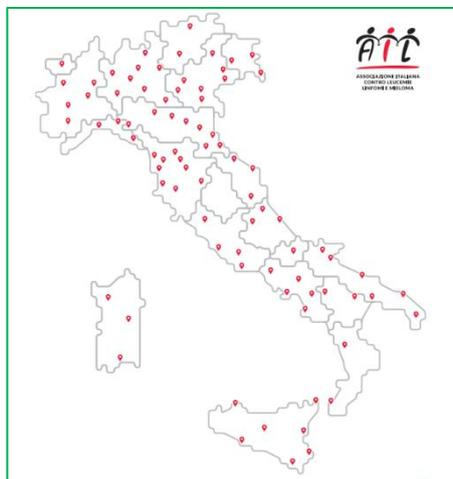 AIL
ASSOCIAZIONE ITALIANA
CONTRO LEUCEMIE
LINFOMI E MIELOMA